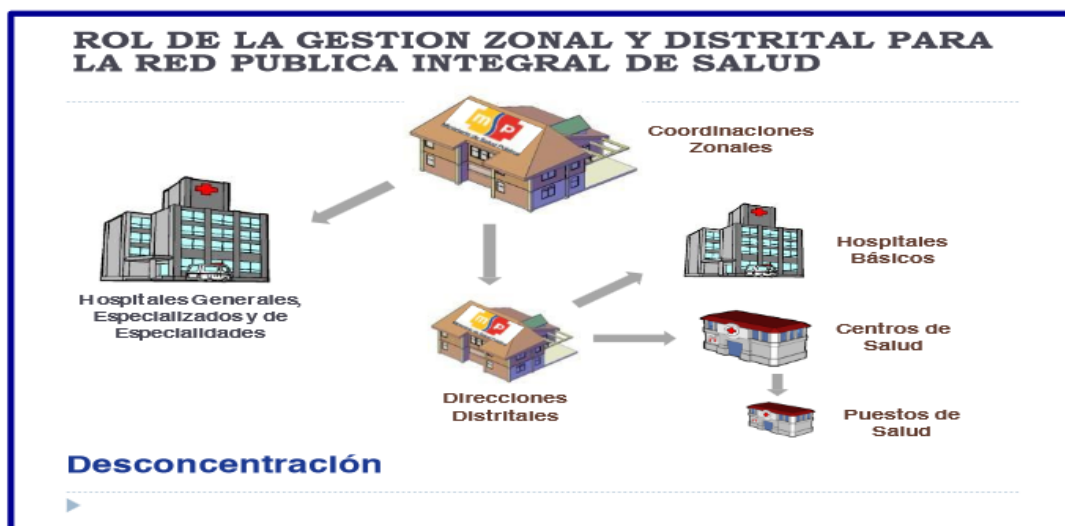 ROL DE LA GESTION ZONAL Y DISTRITAL PARA
LA RED PUBLICA INTEGRAL DE SALUD
Coordinaciones
Zonales
Hospitales Generales,
Especializados y de
Especialidades
Hospitales
Básicos
Centros de
Salud
Direcciones
Distritales
Puestos de
Salud
Desconcentración